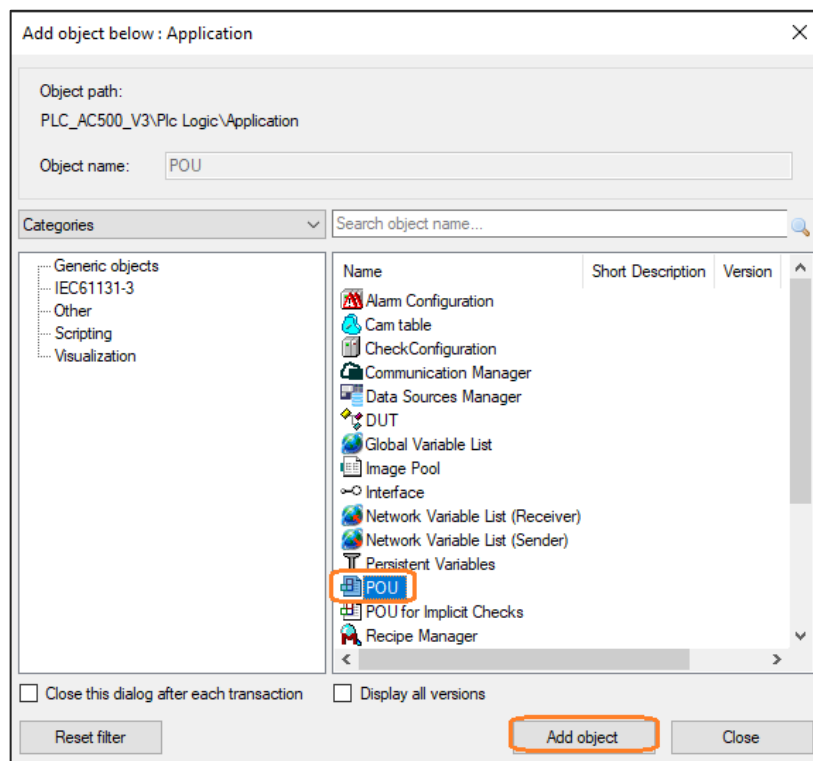 Add object below : Application
Object path:
PLC_AC500_V3\Plc Logic\Application
Object name: POU
Categories
Search object name...
Generic objects
IEC61131-3
Other
Scripting
Visualization
Name Short Description Version
Alarm Configuration
Cam table
CheckConfiguration
Communication Manager
Data Sources Manager
DUT
Global Variable List
Image Pool
Interface
Network Variable List (Receiver)
Network Variable List (Sender)
Persistent Variables
POU
POU for Implicit Checks
Recipe Manager
Close this dialog after each transaction
Display all versions
Reset filter
Add object
Close